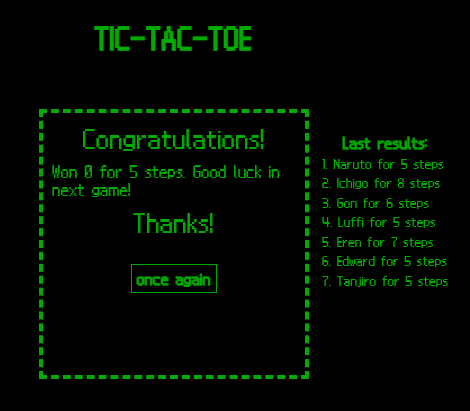 TIC-TAC-TOE
Congratulations!
Won 0 for 5 steps. Good luck in
next game!
Thanks!
once again
Last results:
1. Naruto for 5 steps
2. Ichigo for 8 steps
3. Gon for 6 steps
4. Luffi for 5 steps
5. Eren for 7 steps
6. Edward for 5 steps
7. Tanjiro for 5 steps